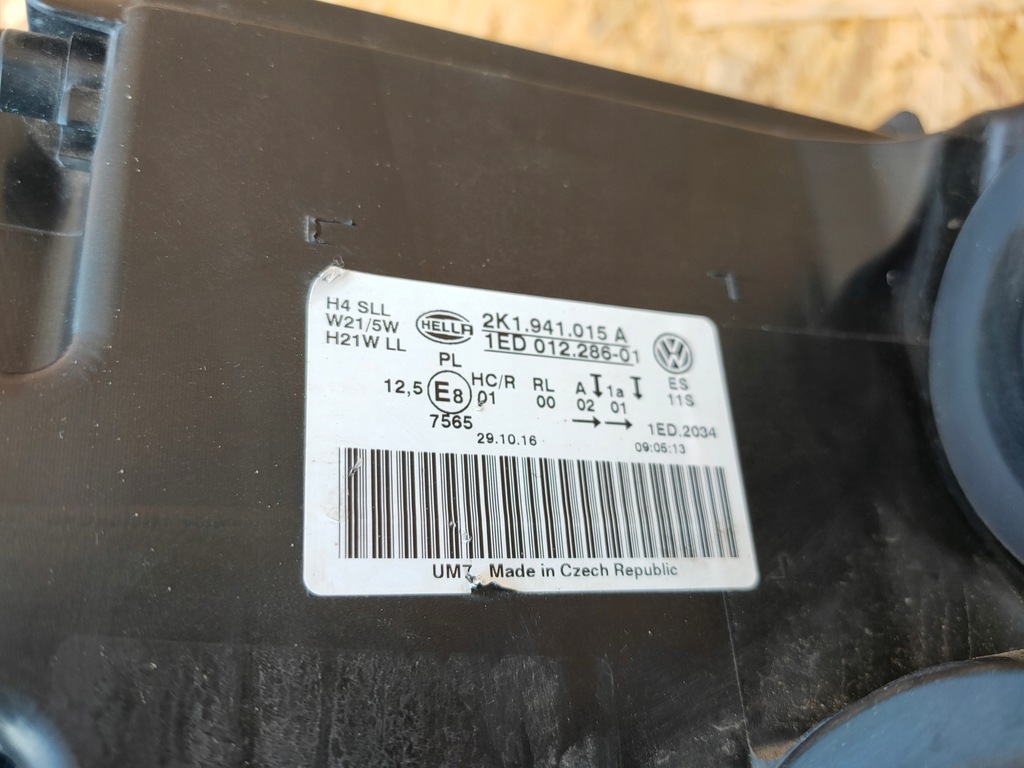 H4 SLL
W21/5W
H21W LL
HELLA
2K1.941.015 A
1ED 012.286-01
PL
12,5 E8 HC/R RL A 1a ES
01 00 02 01 11S
7565
29.10.16
1ED.2034
09:05:13
UM7 Made in Czech Republic